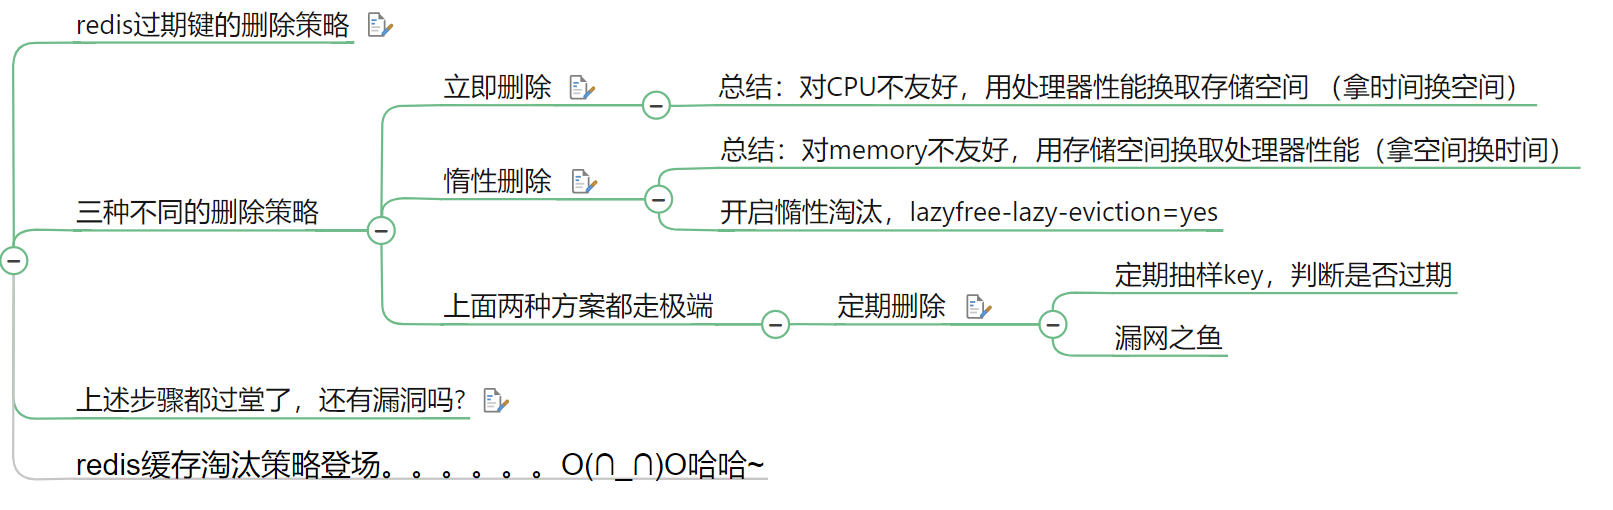 redis过期键的删除策略
三种不同的删除策略
立即删除
总结：对CPU不友好，用处理器性能换取存储空间 （拿时间换空间）
惰性删除
总结：对memory不友好，用存储空间换取处理器性能（拿空间换时间）
开启惰性淘汰，lazyfree-lazy-eviction=yes
上面两种方案都走极端
定期删除
定期抽样key，判断是否过期
漏网之鱼
上述步骤都过堂了，还有漏洞吗?
redis缓存淘汰策略登场。。。。。。O(∩_∩)O哈哈~